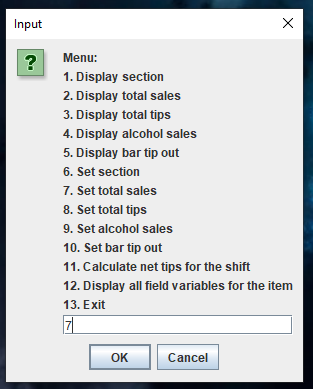 Input
?
Menu:
1. Display section
2. Display total sales
3. Display total tips
4. Display alcohol sales
5. Display bar tip out
6. Set section
7. Set total sales
8. Set total tips
9. Set alcohol sales
10. Set bar tip out
11. Calculate net tips for the shift
12. Display all field variables for the item
13. Exit
7
OK Cancel